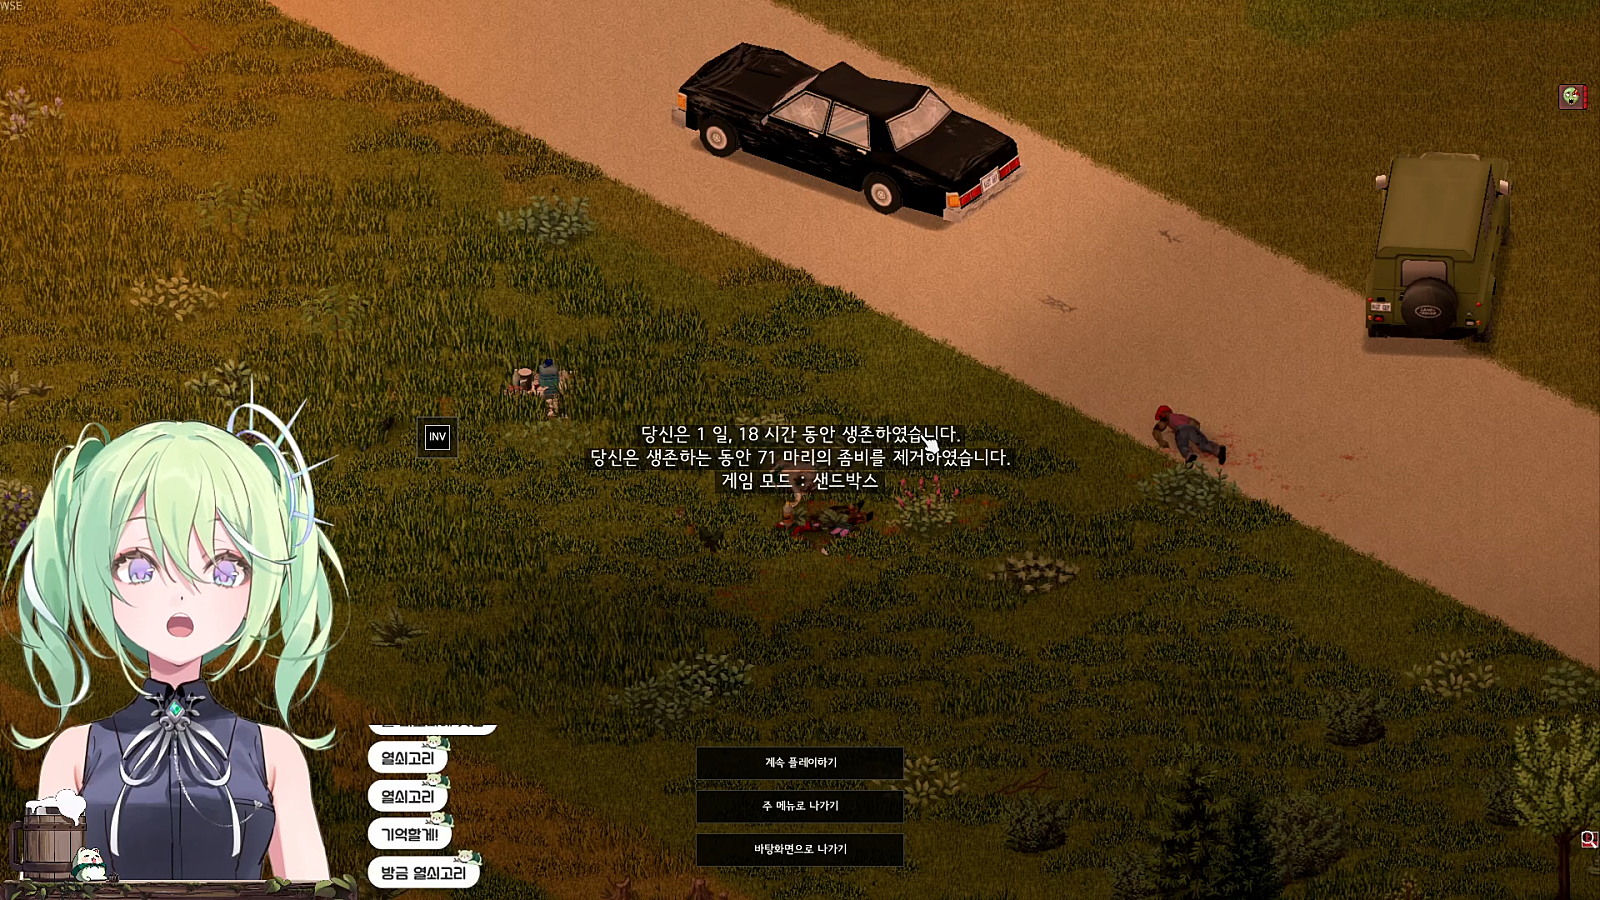 WSE
INV
당신은 1 일, 18 시간 동안 생존하였습니다.
당신은 생존하는 동안 71 마리의 좀비를 제거하였습니다.
게임 모드 : 샌드박스
열쇠고리
열쇠고리
기억할게!
방금 열쇠고리
계속 플레이하기
주 메뉴로 나가기
바탕화면으로 나가기